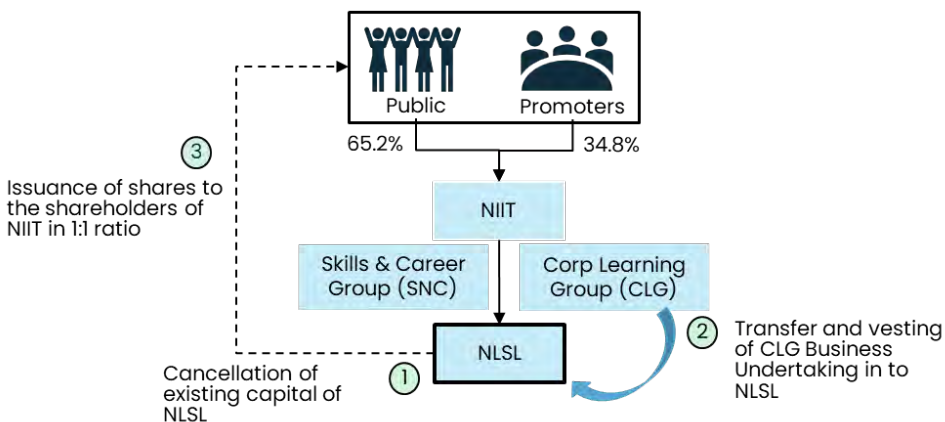 Public
Promoters
65.2%
34.8%
3
Issuance of shares to
the shareholders of
NIIT in 1:1 ratio
NIIT
Skills & Career
Group (SNC)
Corp Learning
Group (CLG)
2
Transfer and vesting
of CLG Business
Undertaking in to
NLSL
NLSL
1
Cancellation of
existing capital of
NLSL